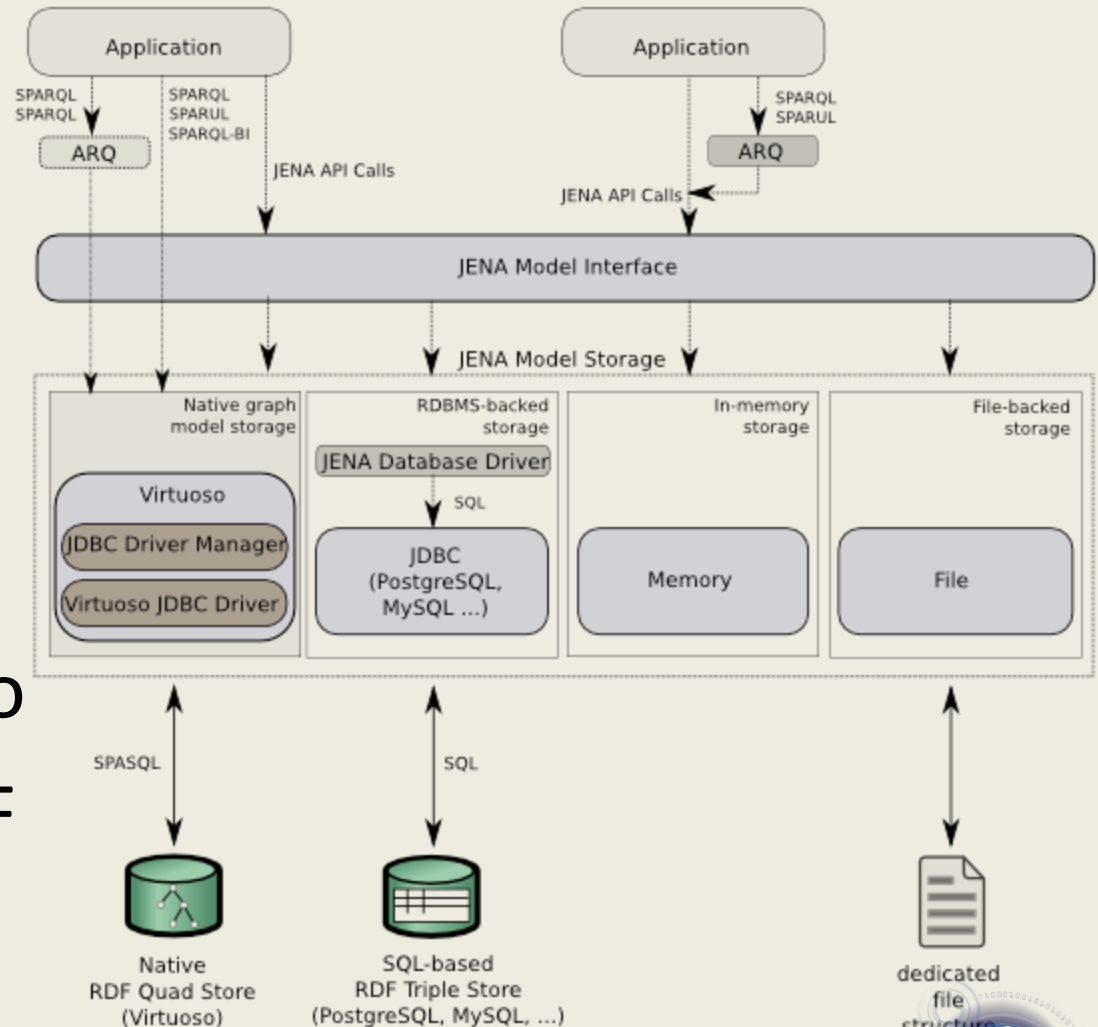 Application
Application
SPARQL
SPARQL
SPARQL
SPARUL
SPARQL-BI
SPARQL
SPARUL
ARQ
ARQ
JENA API Calls
JENA API Calls
JENA Model Interface
JENA Model Storage
Native graph
model storage
RDBMS-backed
storage
In-memory
storage
File-backed
storage
JENA Database Driver
SQL
Virtuoso
JDBC Driver Manager
Virtuoso JDBC Driver
JDBC
(PostgreSQL,
MySQL ...)
Memory
File
o
SPASQL
SQL
Native
RDF Quad Store
(Virtuoso)
SQL-based
RDF Triple Store
(PostgreSQL, MySQL, ...)
dedicated
file
structure